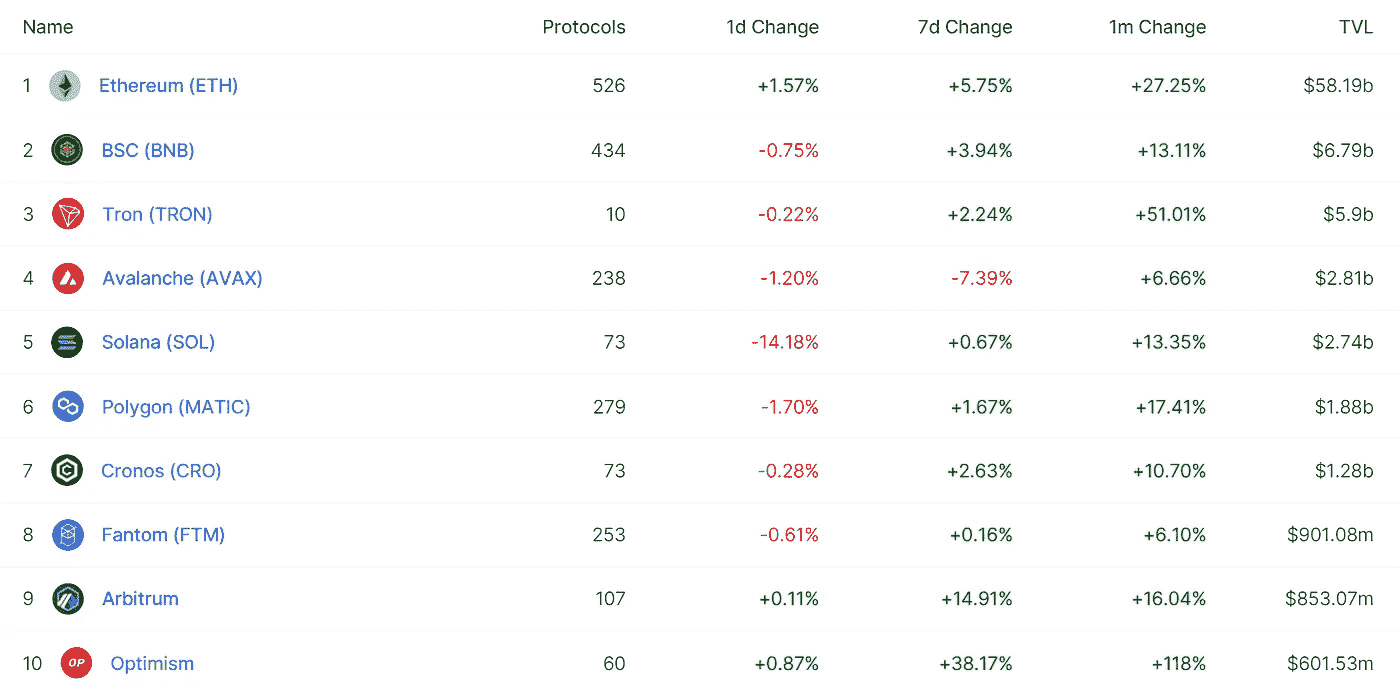 Name Protocols 1d Change 7d Change 1m Change TVL
1 Ethereum (ETH) 526 +1.57% +5.75% +27.25% $58.19b
2 BSC (BNB) 434 -0.75% +3.94% +13.11% $6.79b
3 Tron (TRON) 10 -0.22% +2.24% +51.01% $5.9b
4 Avalanche (AVAX) 238 -1.20% -7.39% +6.66% $2.81b
5 Solana (SOL) 73 -14.18% +0.67% +13.35% $2.74b
6 Polygon (MATIC) 279 -1.70% +1.67% +17.41% $1.88b
7 Cronos (CRO) 73 -0.28% +2.63% +10.70% $1.28b
8 Fantom (FTM) 253 -0.61% +0.16% +6.10% $901.08m
9 Arbitrum 107 +0.11% +14.91% +16.04% $853.07m
10 OP Optimism 60 +0.87% +38.17% +118% $601.53m